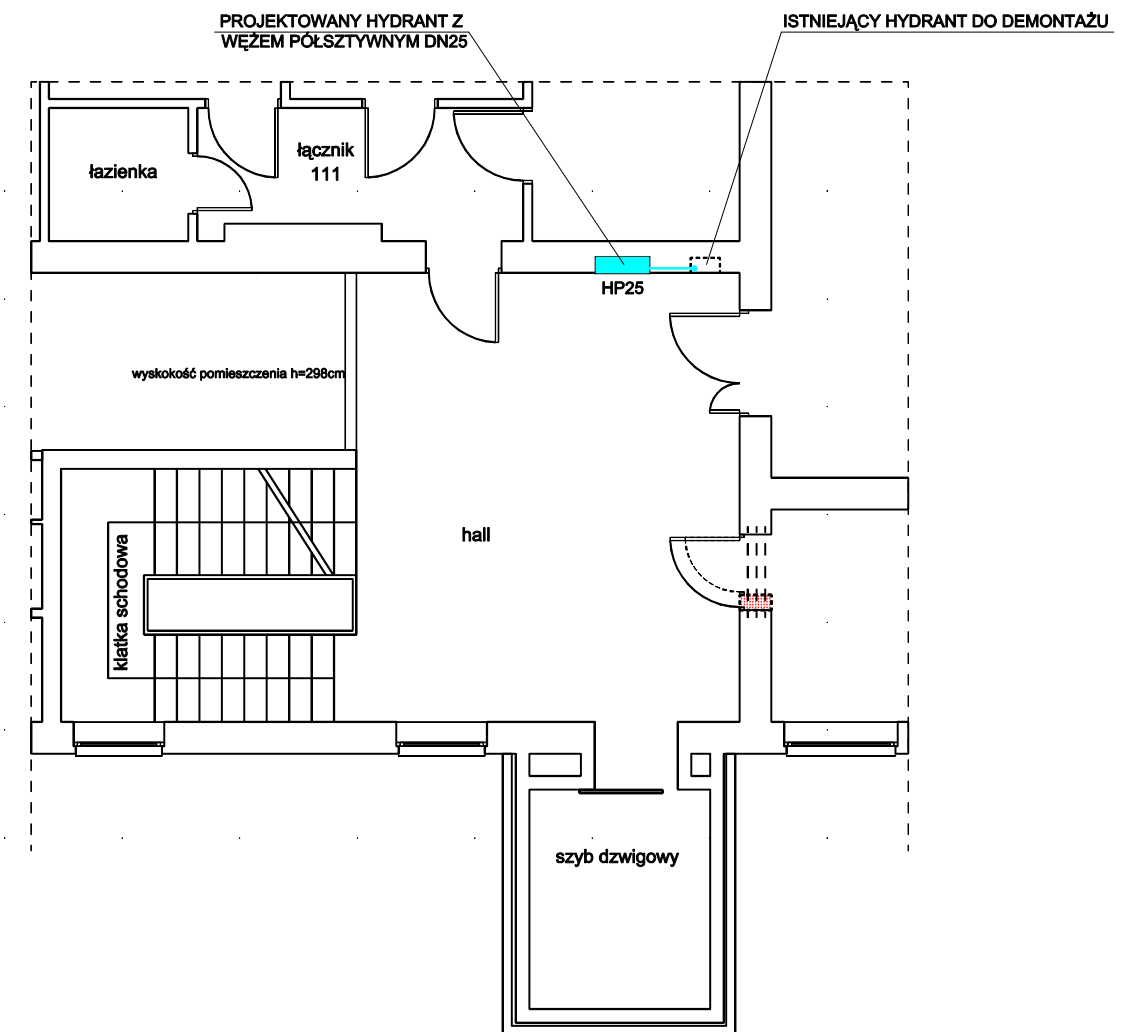 PROJEKTOWANY HYDRANT Z
WĘŻEM PÓŁSZTYWNYM DN25
ISTNIEJĄCY HYDRANT DO DEMONTAŻU
łazienka
łącznik
111
HP25
wyskokość pomieszczenia h=298cm
hall
klatka schodowa
szyb dzwigowy